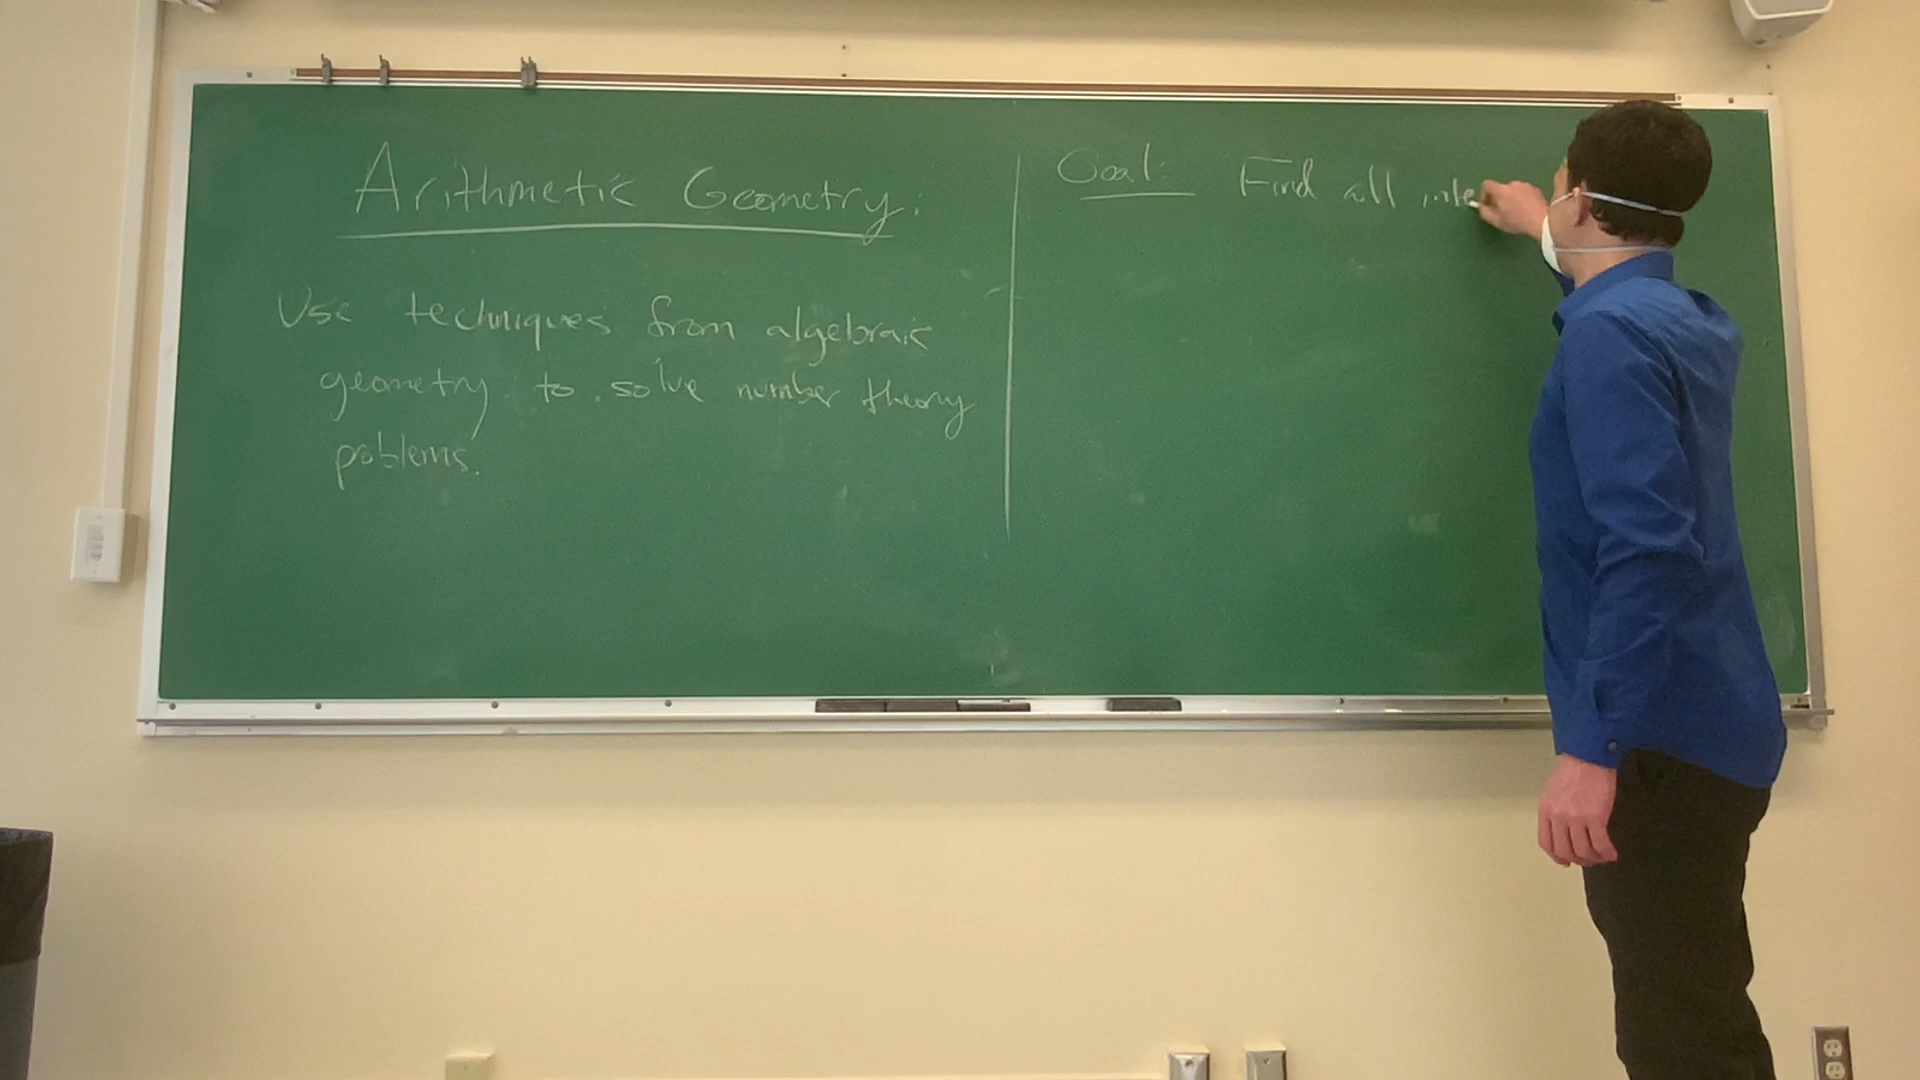 Arithmetic Geometry:
Use techniques from algebraic
geometry to solve number theory
problems.
Goal: Find all inte